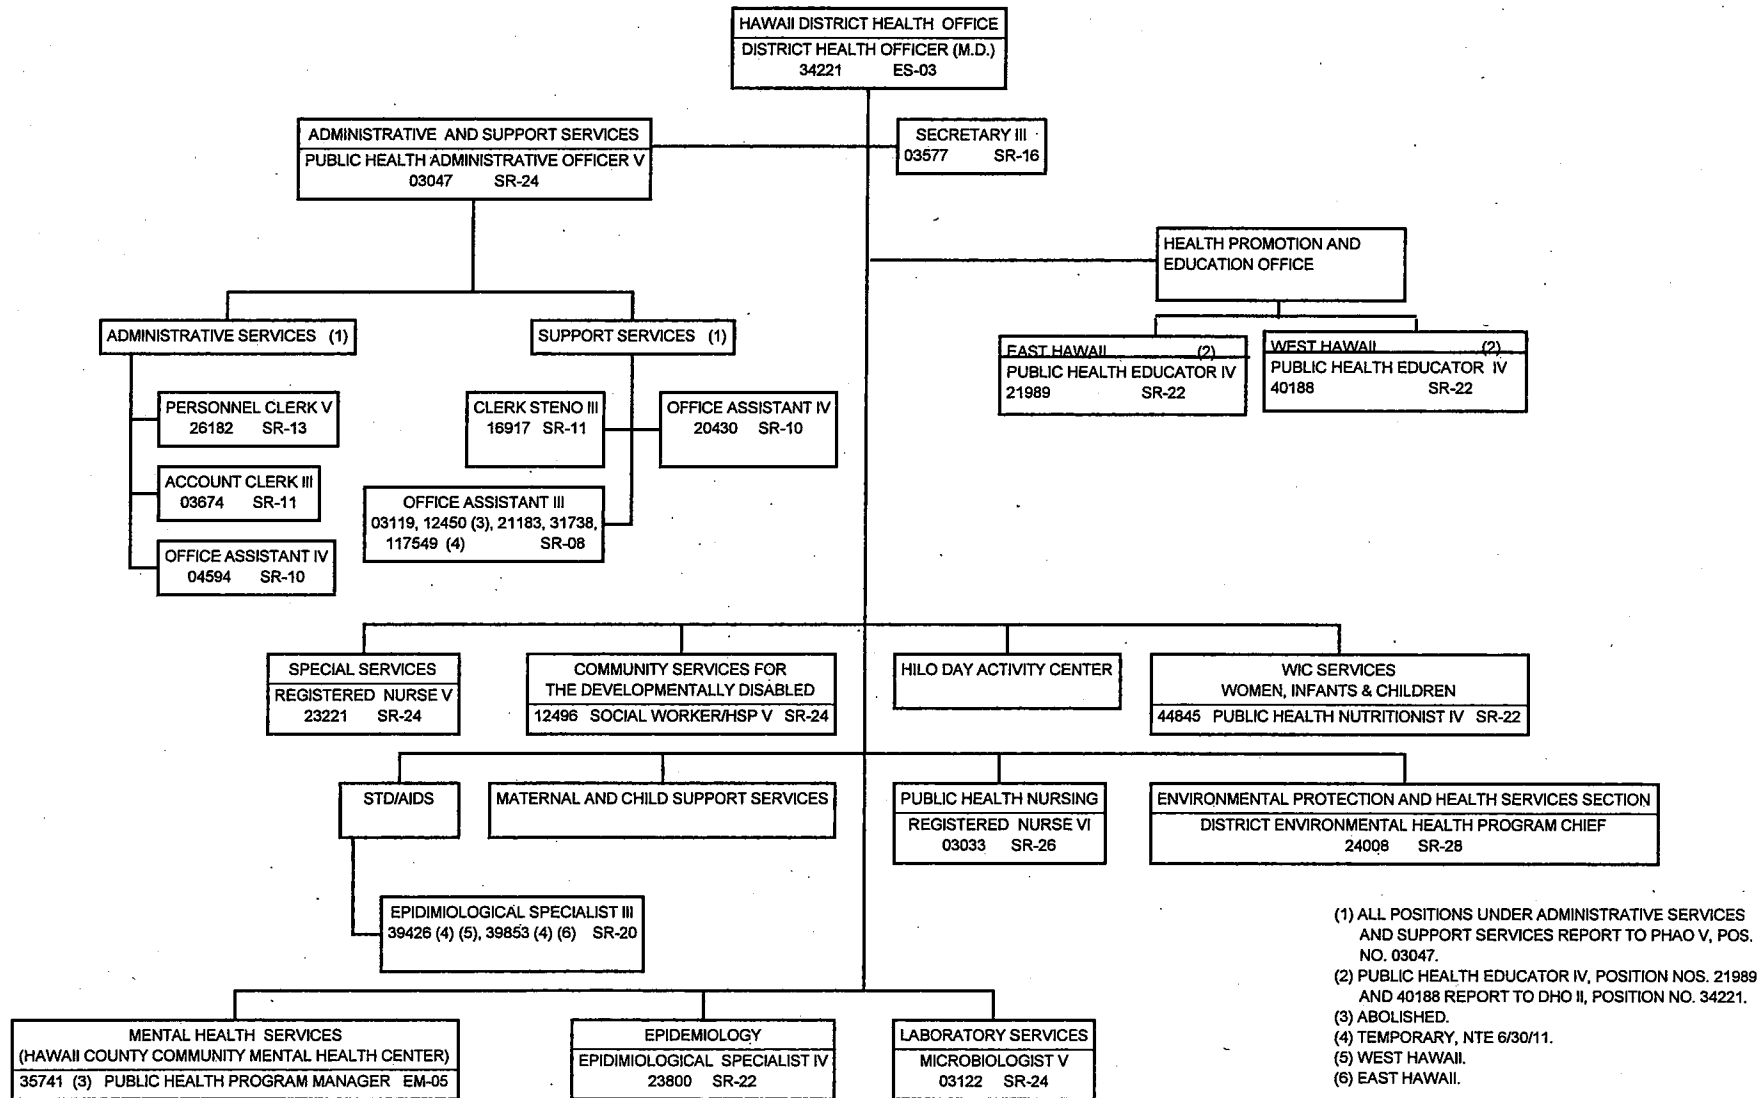 HAWAII DISTRICT HEALTH OFFICE
DISTRICT HEALTH OFFICER (M.D.)
34221 ES-03
ADMINISTRATIVE AND SUPPORT SERVICES
PUBLIC HEALTH ADMINISTRATIVE OFFICER V
03047 SR-24
SECRETARY III
03577 SR-16
HEALTH PROMOTION AND
EDUCATION OFFICE
ADMINISTRATIVE SERVICES (1)
SUPPORT SERVICES (1)
EAST HAWAII (2)
PUBLIC HEALTH EDUCATOR IV
21989 SR-22
WEST HAWAII (2)
PUBLIC HEALTH EDUCATOR IV
40188 SR-22
PERSONNEL CLERK V
26182 SR-13
CLERK STENO III
16917 SR-11
OFFICE ASSISTANT IV
20430 SR-10
ACCOUNT CLERK III
03674 SR-11
OFFICE ASSISTANT III
03119, 12450 (3), 21183, 31738,
117549 (4) SR-08
OFFICE ASSISTANT IV
04594 SR-10
SPECIAL SERVICES
REGISTERED NURSE V
23221 SR-24
COMMUNITY SERVICES FOR
THE DEVELOPMENTALLY DISABLED
12496 SOCIAL WORKER/HSP V SR-24
HILO DAY ACTIVITY CENTER
WIC SERVICES
WOMEN, INFANTS & CHILDREN
44845 PUBLIC HEALTH NUTRITIONIST IV SR-22
STD/AIDS
MATERNAL AND CHILD SUPPORT SERVICES
PUBLIC HEALTH NURSING
REGISTERED NURSE VI
03033 SR-26
ENVIRONMENTAL PROTECTION AND HEALTH SERVICES SECTION
DISTRICT ENVIRONMENTAL HEALTH PROGRAM CHIEF
24008 SR-28
EPIDIMIOLOGICAL SPECIALIST III
39426 (4) (5), 39853 (4) (6) SR-20
MENTAL HEALTH SERVICES
(HAWAII COUNTY COMMUNITY MENTAL HEALTH CENTER)
35741 (3) PUBLIC HEALTH PROGRAM MANAGER EM-05
EPIDEMIOLOGY
EPIDIMIOLOGICAL SPECIALIST IV
23800 SR-22
LABORATORY SERVICES
MICROBIOLOGIST V
03122 SR-24
(1) ALL POSITIONS UNDER ADMINISTRATIVE SERVICES
AND SUPPORT SERVICES REPORT TO PHAO V, POS.
NO. 03047.
(2) PUBLIC HEALTH EDUCATOR IV, POSITION NOS. 21989
AND 40188 REPORT TO DHO II, POSITION NO. 34221.
(3) ABOLISHED.
(4) TEMPORARY, NTE 6/30/11.
(5) WEST HAWAII.
(6) EAST HAWAII.